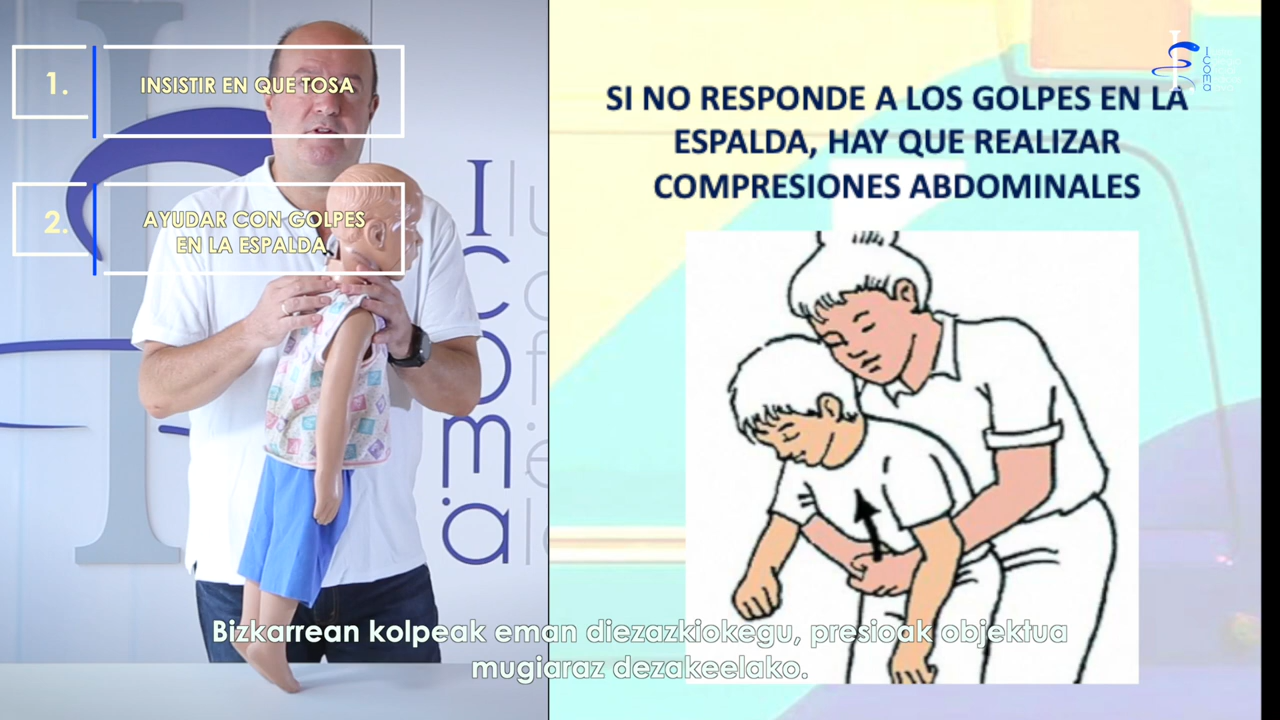 1.
INSISTIR EN QUE TOSA
2.
AYUDAR CON GOLPES
EN LA ESPALDA.
SI NO RESPONDE A LOS GOLPES EN LA
ESPALDA, HAY QUE REALIZAR
COMPRESIONES ABDOMINALES
Bizkarrean kolpeak eman diezazkiokegu, presioak objektua
mugiaraz dezakeelako.